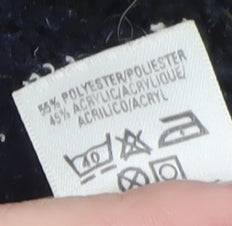 55% POLYESTER/POLIESTER
45% ACRYLIC/ACRYLIQUE/
ACRILICO/ACRYL
40